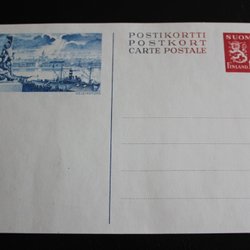 POSTIKORTTI
POSTKORT
CARTE POSTALE
SUOMI
FINLAND